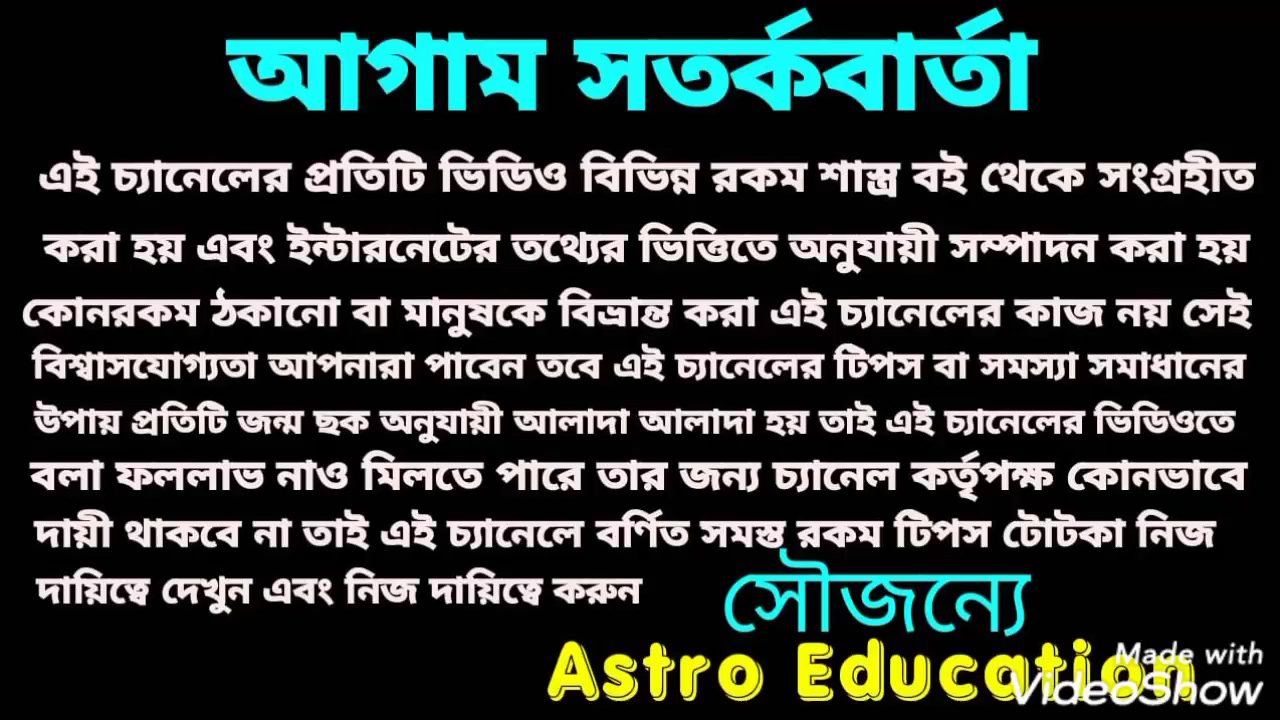 আগাম সতর্কবার্তা
এই চ্যানেলের প্রতিটি ভিডিও বিভিন্ন রকম শাস্ত্র বই থেকে সংগ্রহীত
করা হয় এবং ইন্টারনেটের তথ্যের ভিত্তিতে অনুযায়ী সম্পাদন করা হয়
কোনরকম ঠকানো বা মানুষকে বিভ্রান্ত করা এই চ্যানেলের কাজ নয় সেই
বিশ্বাসযোগ্যতা আপনারা পাবেন তবে এই চ্যানেলের টিপস বা সমস্যা সমাধানের
উপায় প্রতিটি জন্ম ছক অনুযায়ী আলাদা আলাদা হয় তাই এই চ্যানেলের ভিডিওতে
বলা ফললাভ নাও মিলতে পারে তার জন্য চ্যানেল কর্তৃপক্ষ কোনভাবে
দায়ী থাকবে না তাই এই চ্যানেলে বর্ণিত সমস্ত রকম টিপস টোটকা নিজ
দায়িত্বে দেখুন এবং নিজ দায়িত্বে করুন
সৌজন্যে
Astro Education
Made with
VideoShow